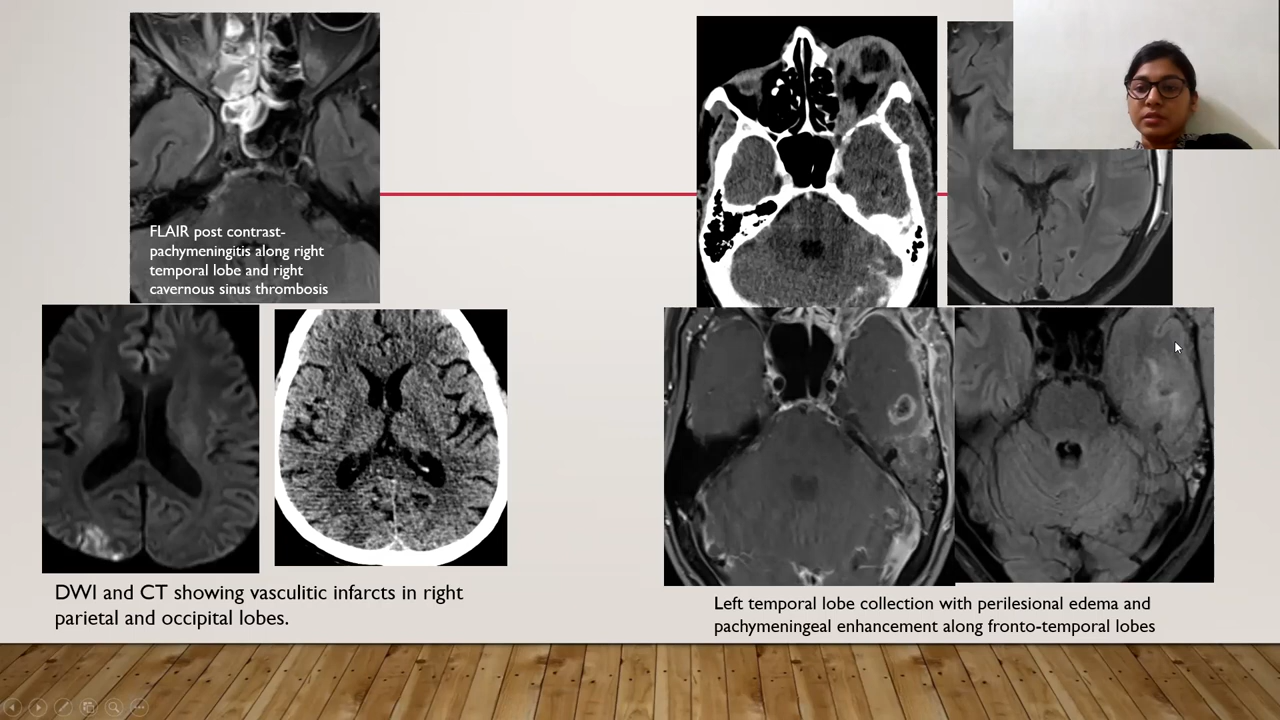 FLAIR post contrast-
pachymeningitis along right
temporal lobe and right
cavernous sinus thrombosis
DWI and CT showing vasculitic infarcts in right
parietal and occipital lobes.
Left temporal lobe collection with perilesional edema and
pachymeningeal enhancement along fronto-temporal lobes